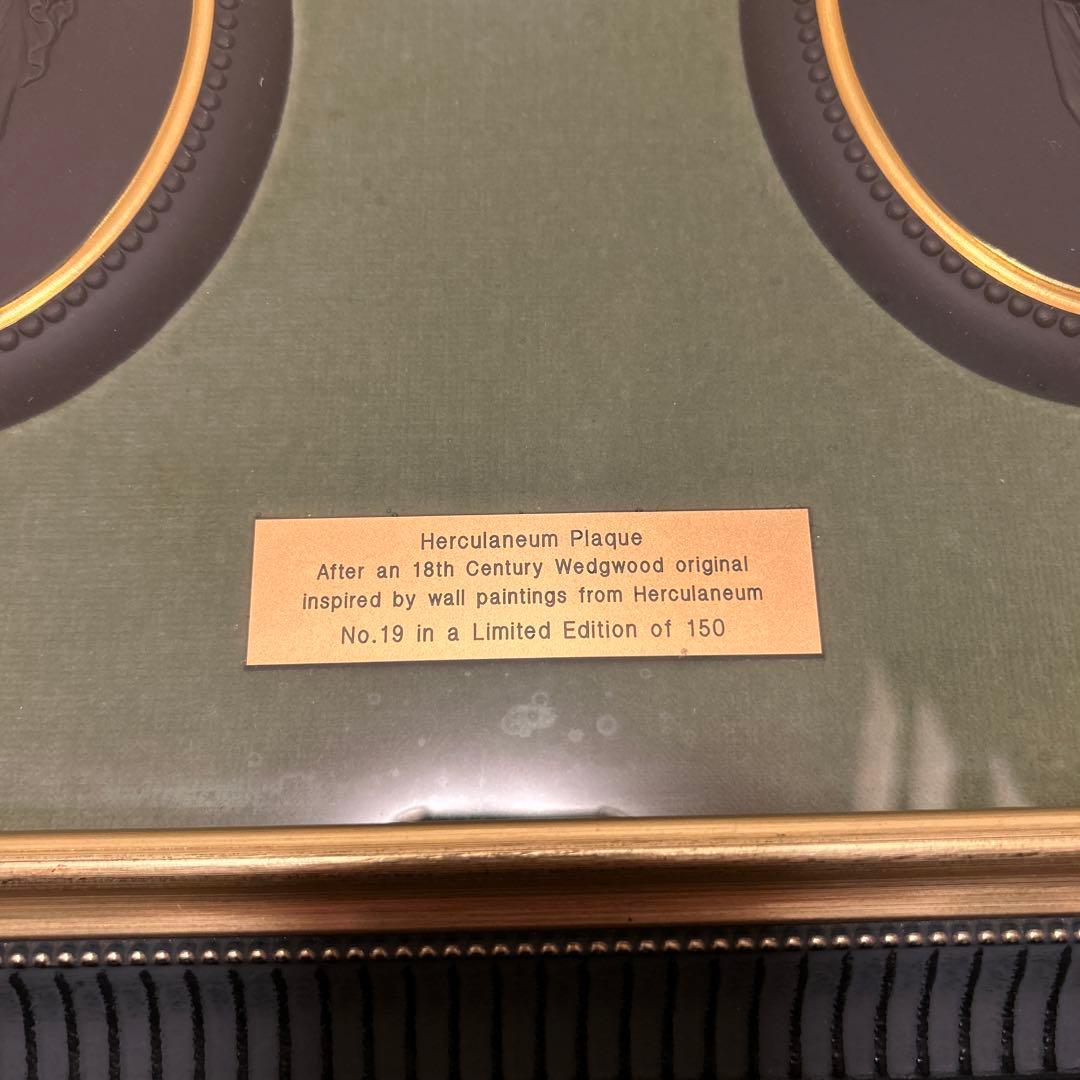 Herculaneum Plaque
After an 18th Century Wedgwood original
inspired by wall paintings from Herculaneum
No.19 in a Limited Edition of 150